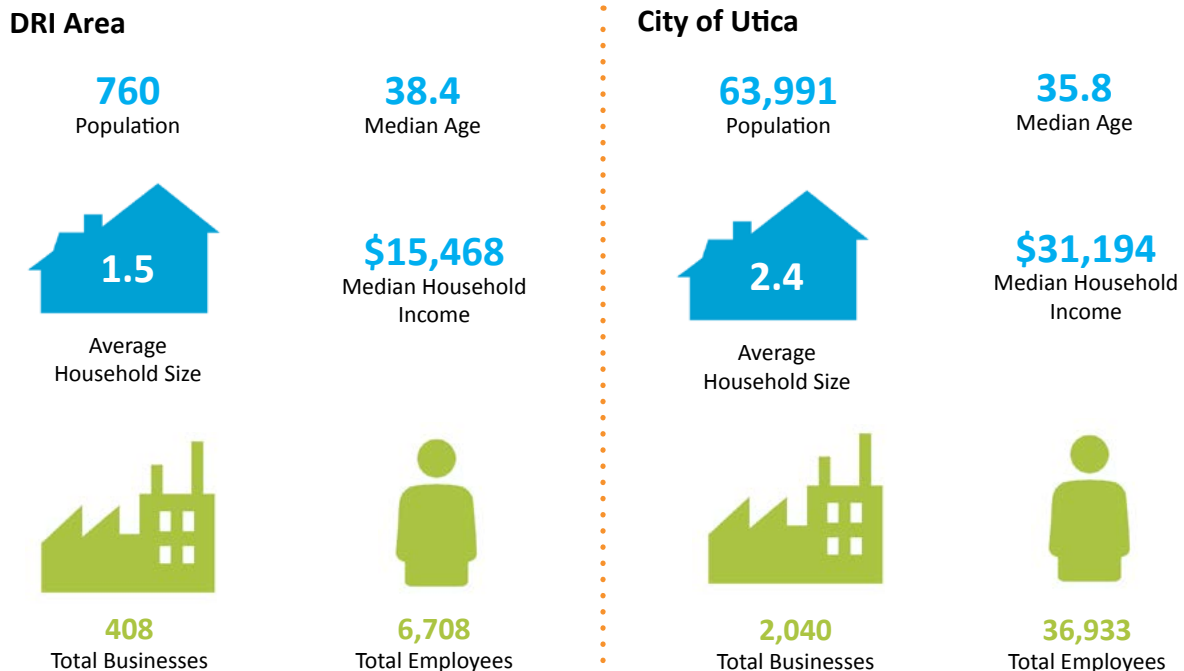 DRI Area
760
Population
38.4
Median Age
1.5
Average
Household Size
$15,468
Median Household
Income
408
Total Businesses
6,708
Total Employees
City of Utica
63,991
Population
35.8
Median Age
2.4
Average
Household Size
$31,194
Median Household
Income
2,040
Total Businesses
36,933
Total Employees